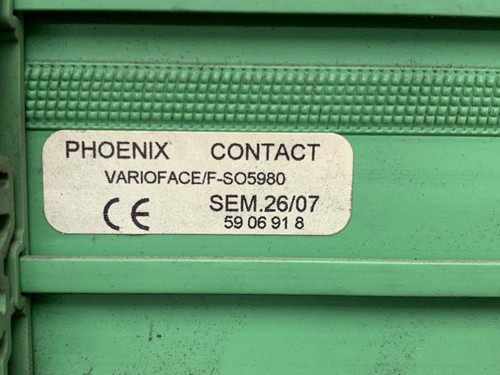 PHOENIX CONTACT
VARIOFACE/F-SO5980
CE SEM.26/07
59 06 91 8